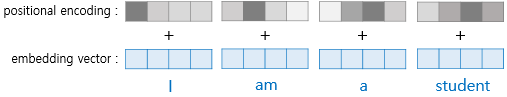 positional encoding :
+ + + +
embedding vector :
I am a student